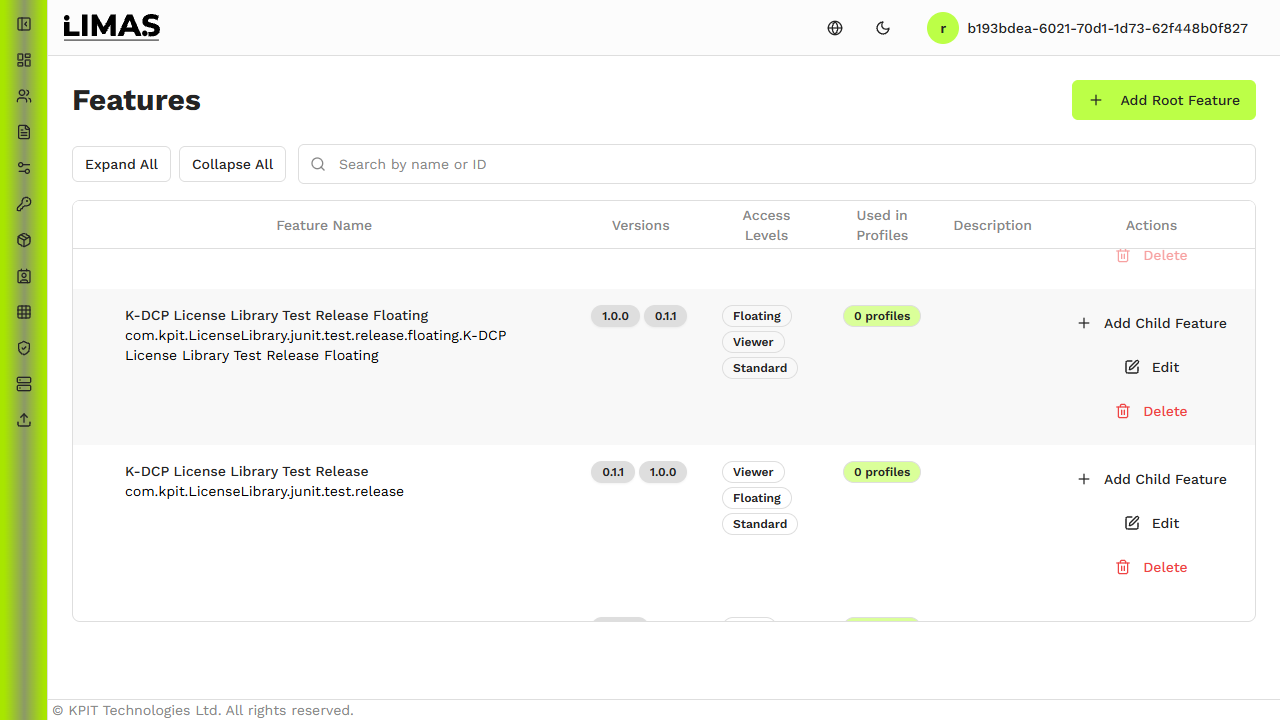 LIMAS
r
b193bdea-6021-70d1-1d73-62f448b0f827
Features
Add Root Feature
Expand All
Collapse All
Search by name or ID
Feature Name
Versions
Access
Levels
Used in
Profiles
Description
Actions
Delete
K-DCP License Library Test Release Floating
com.kpit.LicenseLibrary.junit.test.release.floating.K-DCP
License Library Test Release Floating
1.0.0
0.1.1
Floating
Viewer
Standard
0 profiles
Add Child Feature
Edit
Delete
K-DCP License Library Test Release
com.kpit.LicenseLibrary.junit.test.release
0.1.1
1.0.0
Viewer
Floating
Standard
0 profiles
Add Child Feature
Edit
Delete
© KPIT Technologies Ltd. All rights reserved.